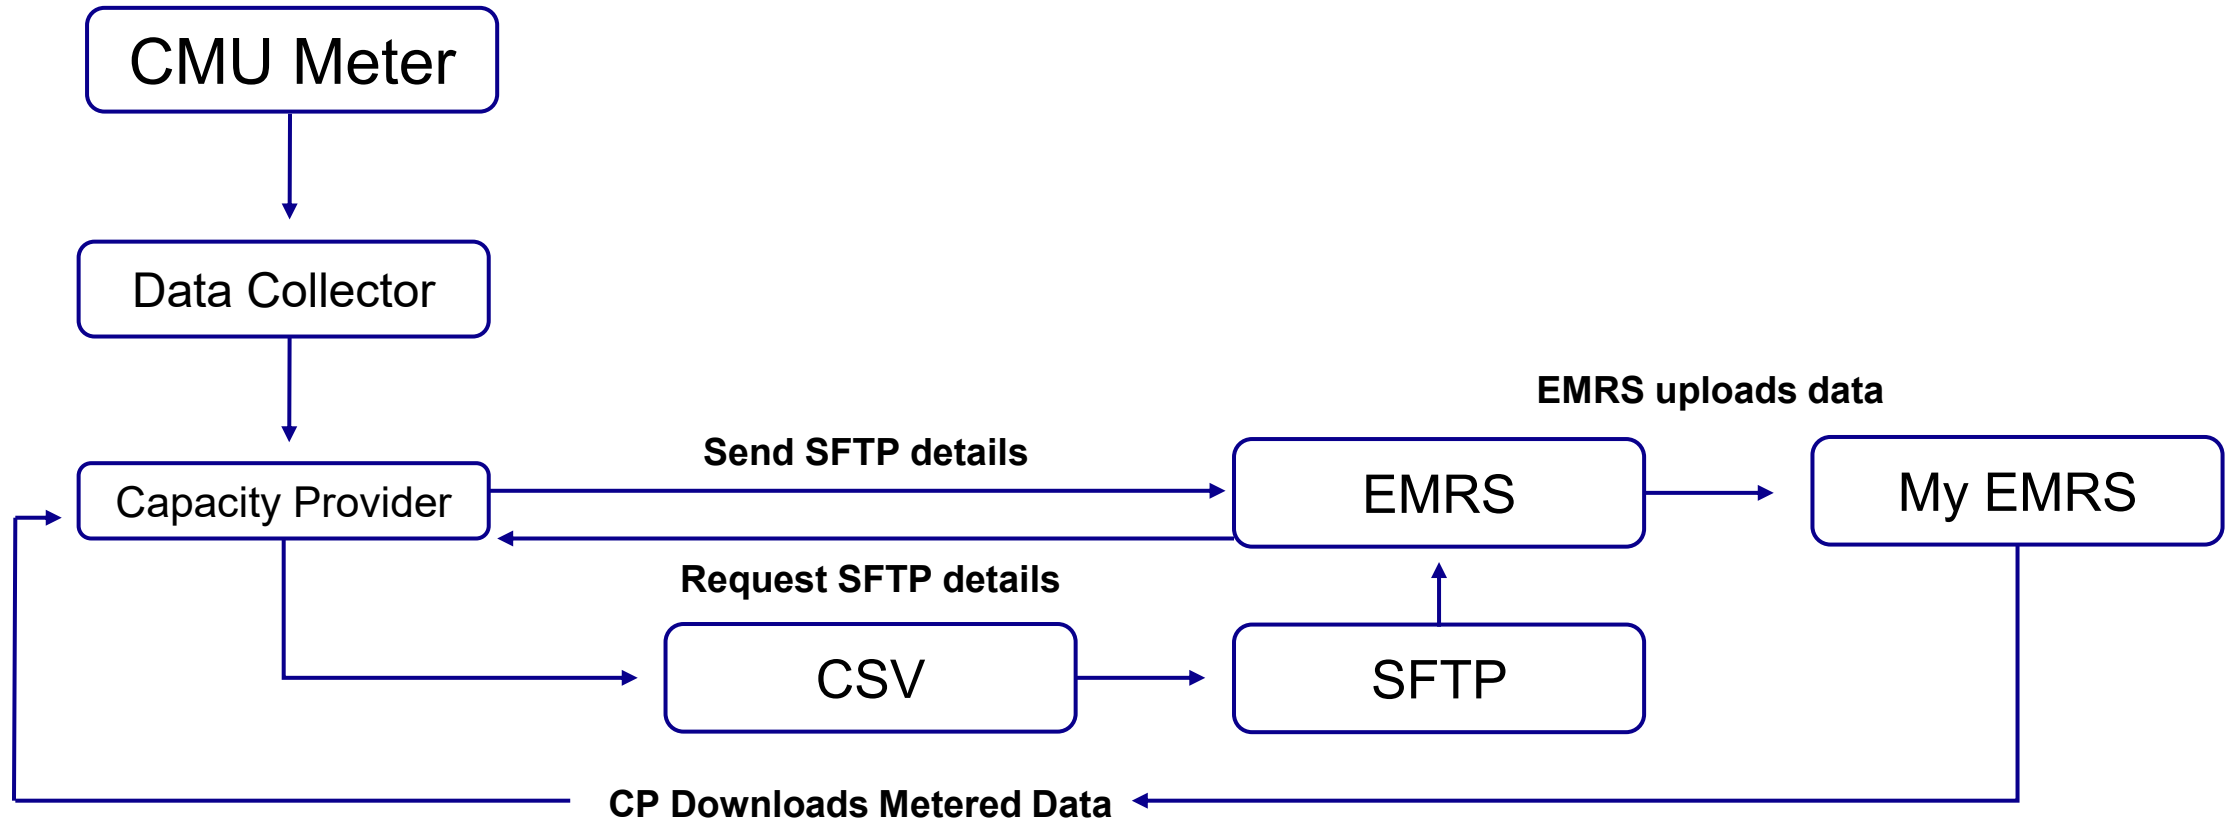 CMU Meter
Data Collector
EMRS uploads data
Send SFTP details
Capacity Provider
EMRS
My EMRS
Request SFTP details
CSV
SFTP
CP Downloads Metered Data